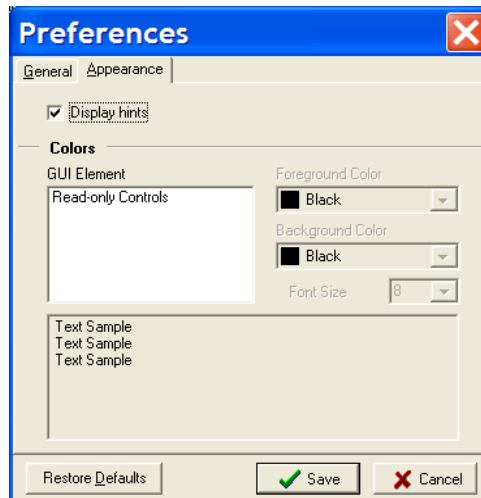 Preferences
General Appearance
Display hints
Colors
GUI Element
Read-only Controls
Foreground Color
Black
Background Color
Black
Font Size 8
Text Sample
Text Sample
Text Sample
Restore Defaults Save Cancel